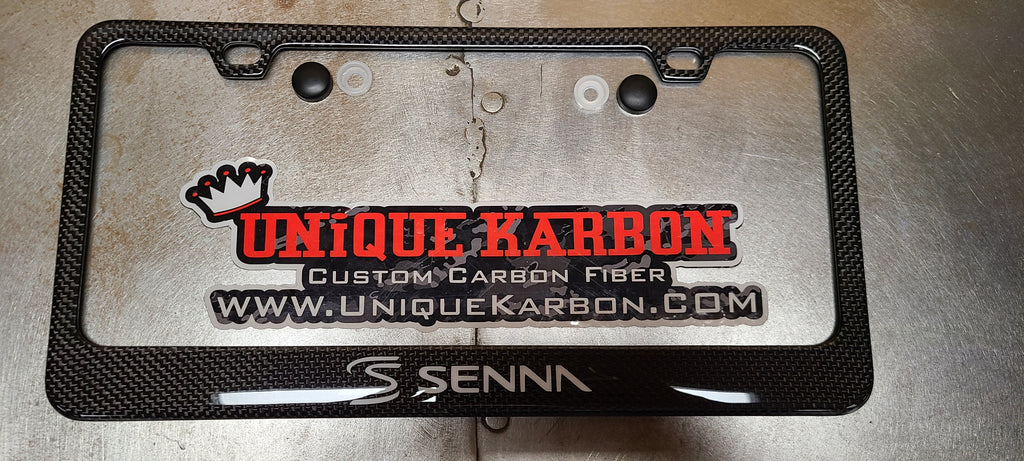 UNiQUE KARBON
CUSTOM CARBON FIBER
WWW.UNIQUEKARBON.COM
S SENNA